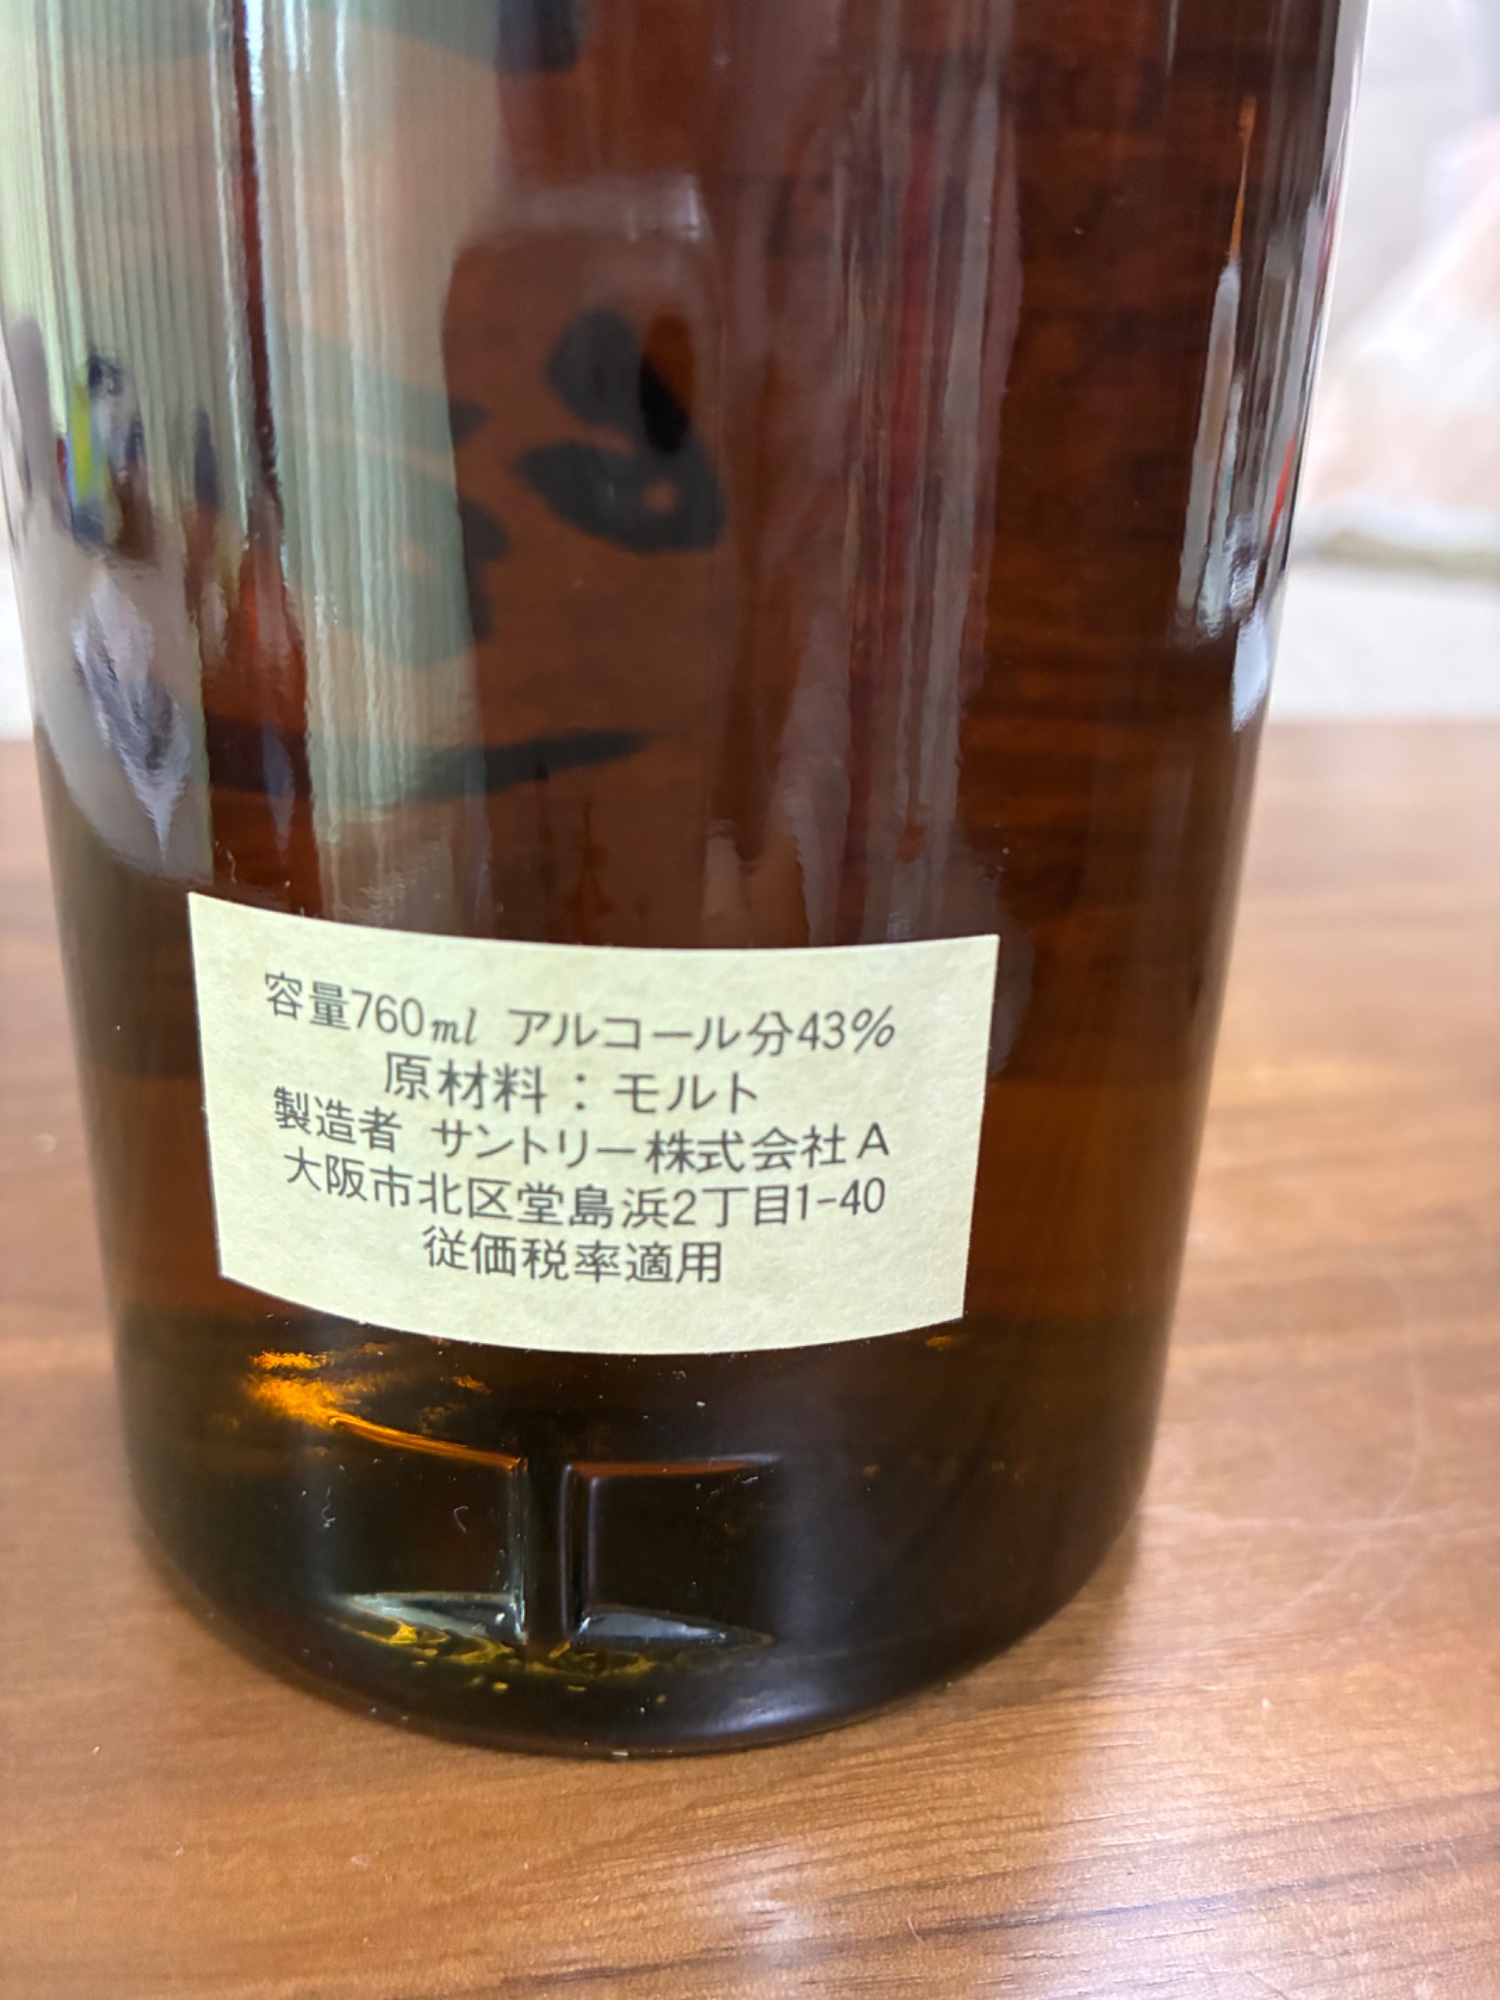 容量760ml アルコール分43%
原材料：モルト
製造者 サントリー株式会社A
大阪市北区堂島浜2丁目1-40
従価税率適用